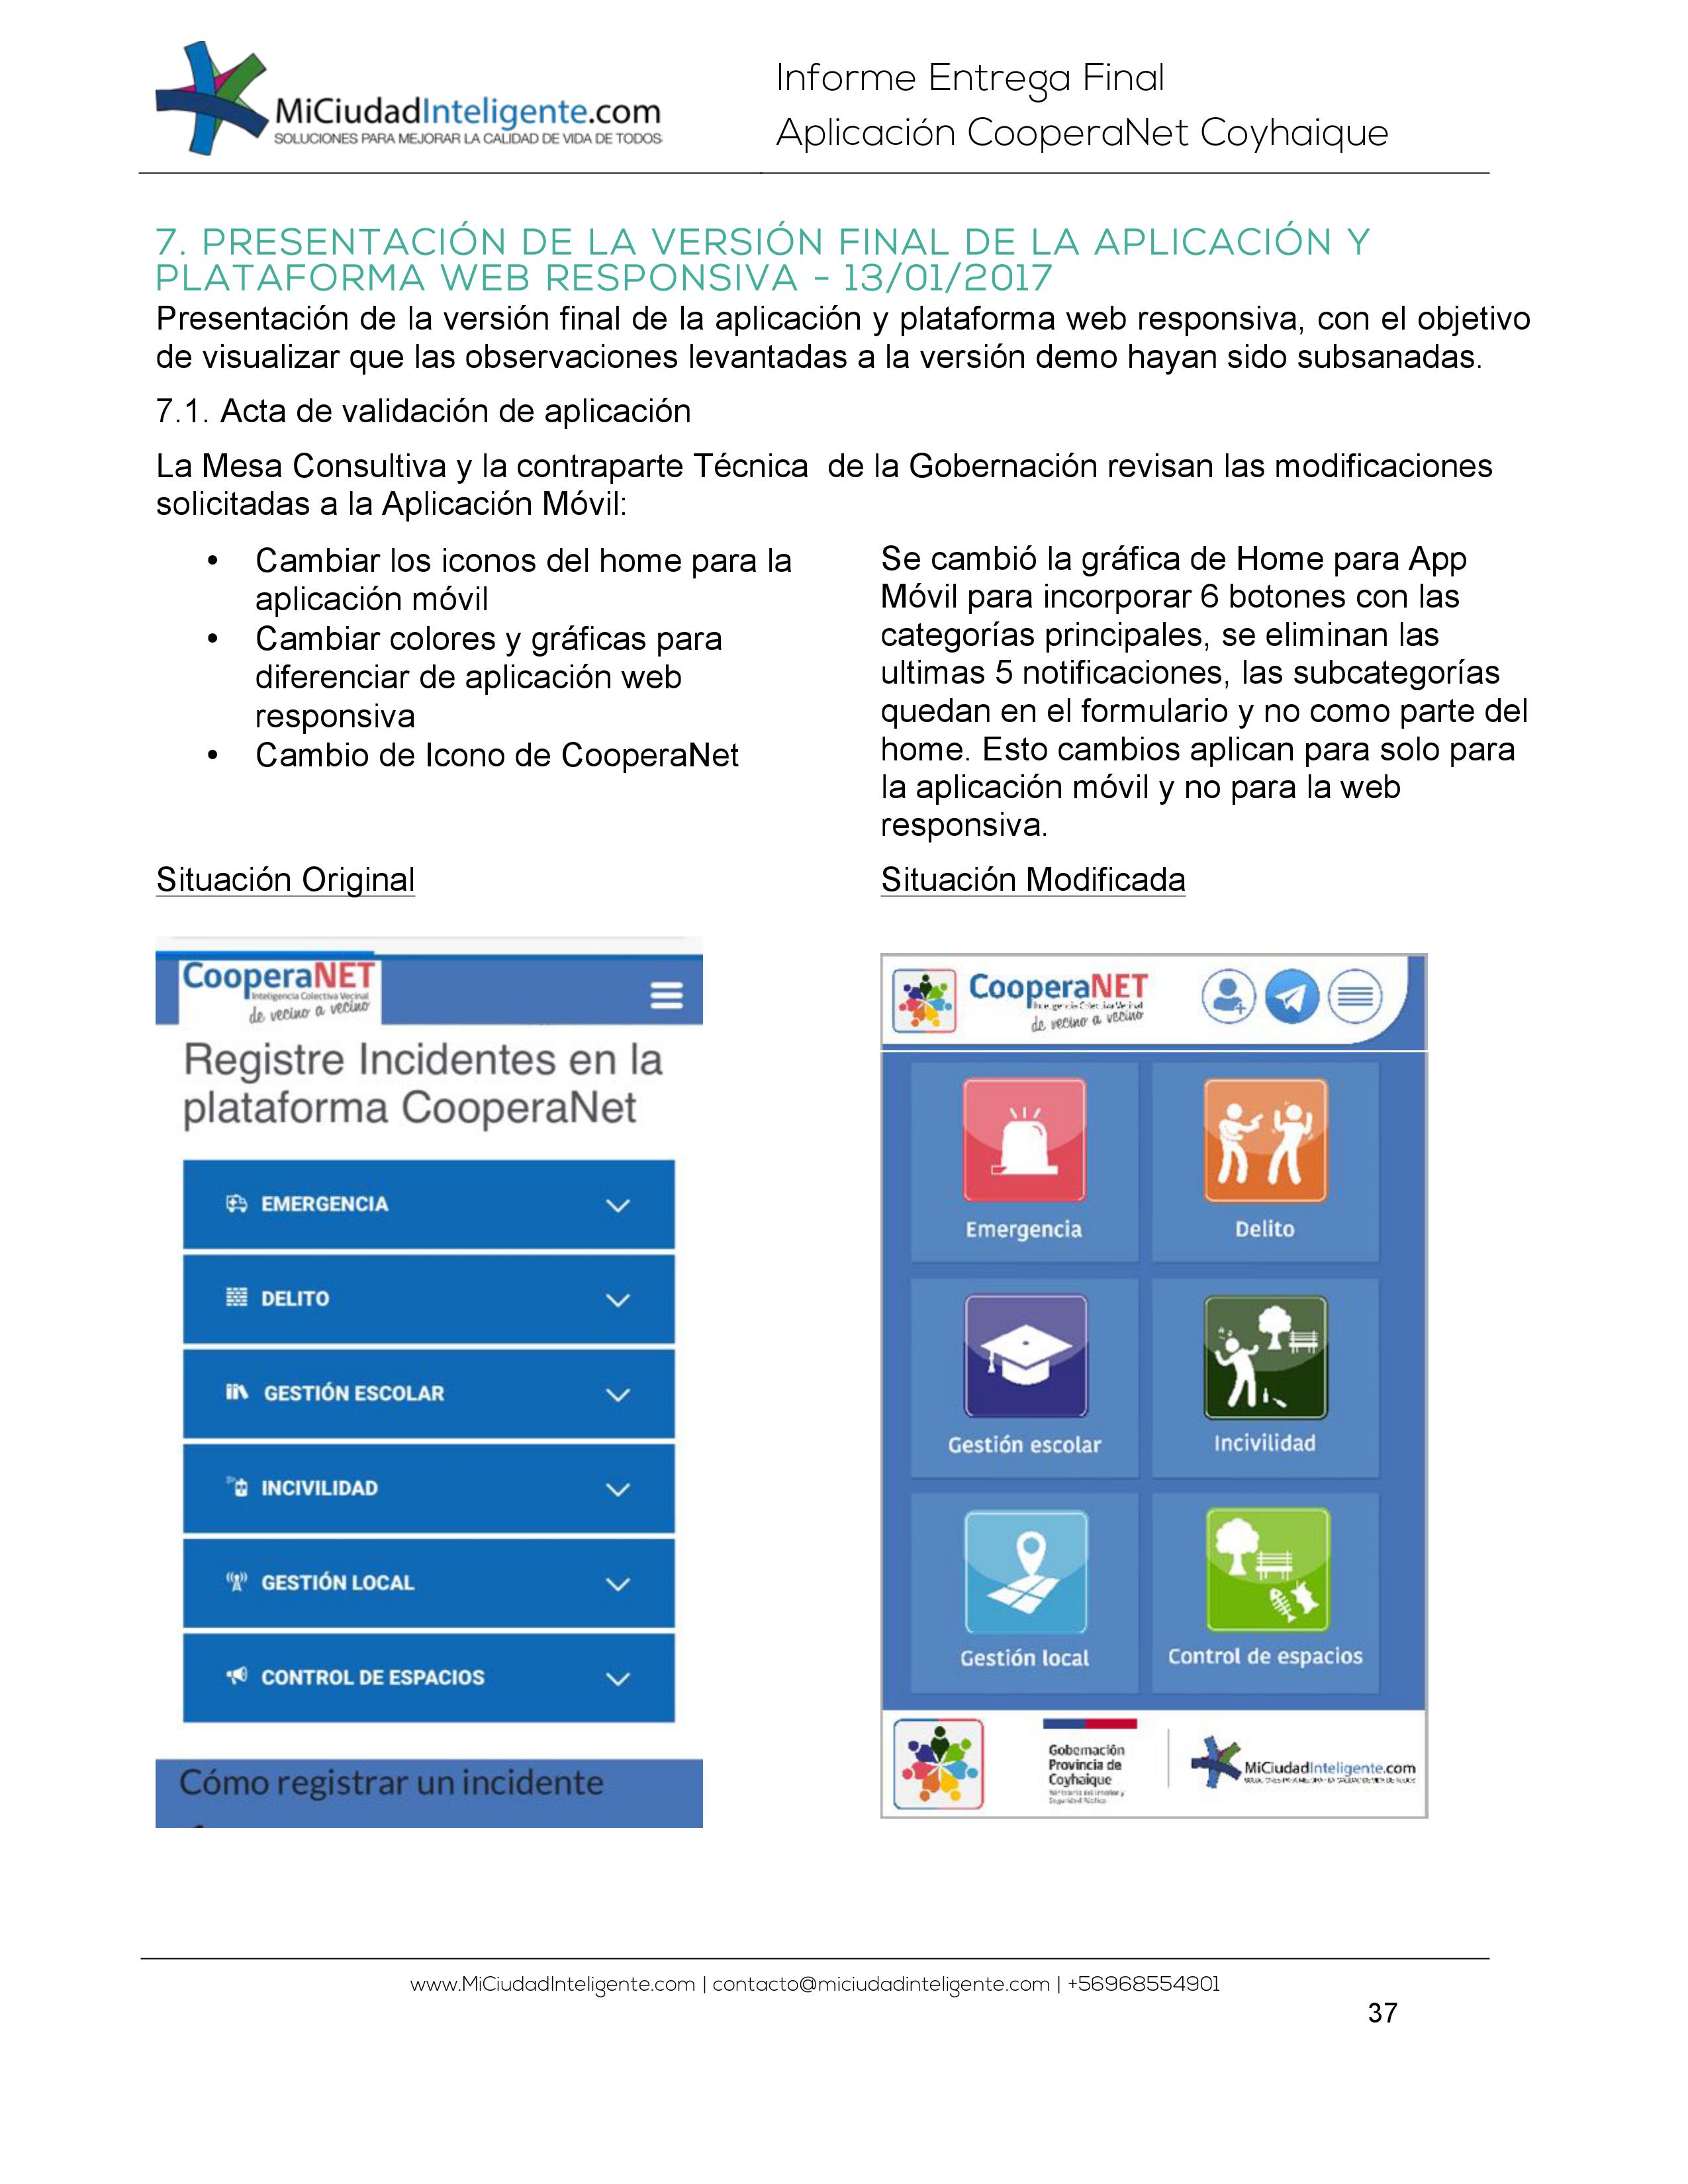 MiCiudadInteligente.com
SOLUCIONES PARA MEJORAR LA CALIDAD DE VIDA DE TODOS
Informe Entrega Final
Aplicación CooperaNet Coyhaique
7. PRESENTACIÓN DE LA VERSIÓN FINAL DE LA APLICACIÓN Y
PLATAFORMA WEB RESPONSIVA - 13/01/2017
Presentación de la versión final de la aplicación y plataforma web responsiva, con el objetivo
de visualizar que las observaciones levantadas a la versión demo hayan sido subsanadas.
7.1. Acta de validación de aplicación
La Mesa Consultiva y la contraparte Técnica de la Gobernación revisan las modificaciones
solicitadas a la Aplicación Móvil:
• Cambiar los iconos del home para la
aplicación móvil
• Cambiar colores y gráficas para
diferenciar de aplicación web
responsiva
• Cambio de Icono de CooperaNet
Se cambió la gráfica de Home para App
Móvil para incorporar 6 botones con las
categorías principales, se eliminan las
ultimas 5 notificaciones, las subcategorías
quedan en el formulario y no como parte del
home. Esto cambios aplican para solo para
la aplicación móvil y no para la web
responsiva.
Situación Original
Situación Modificada
CooperaNET
Inteligencia Colectiva Vecinal
de vecino a vecino
Registre Incidentes en la
plataforma CooperaNet
EMERGENCIA
DELITO
GESTIÓN ESCOLAR
INCIVILIDAD
GESTIÓN LOCAL
CONTROL DE ESPACIOS
Cómo registrar un incidente
CooperaNET
de vecino a vecino
Emergencia
Delito
Gestión escolar
Incivilidad
Gestión local
Control de espacios
Gobernación
Provincia de
Coyhaique
MiCiudadInteligente.com
www.MiCiudadInteligente.com | contacto@miciudadinteligente.com | +56968554901
37